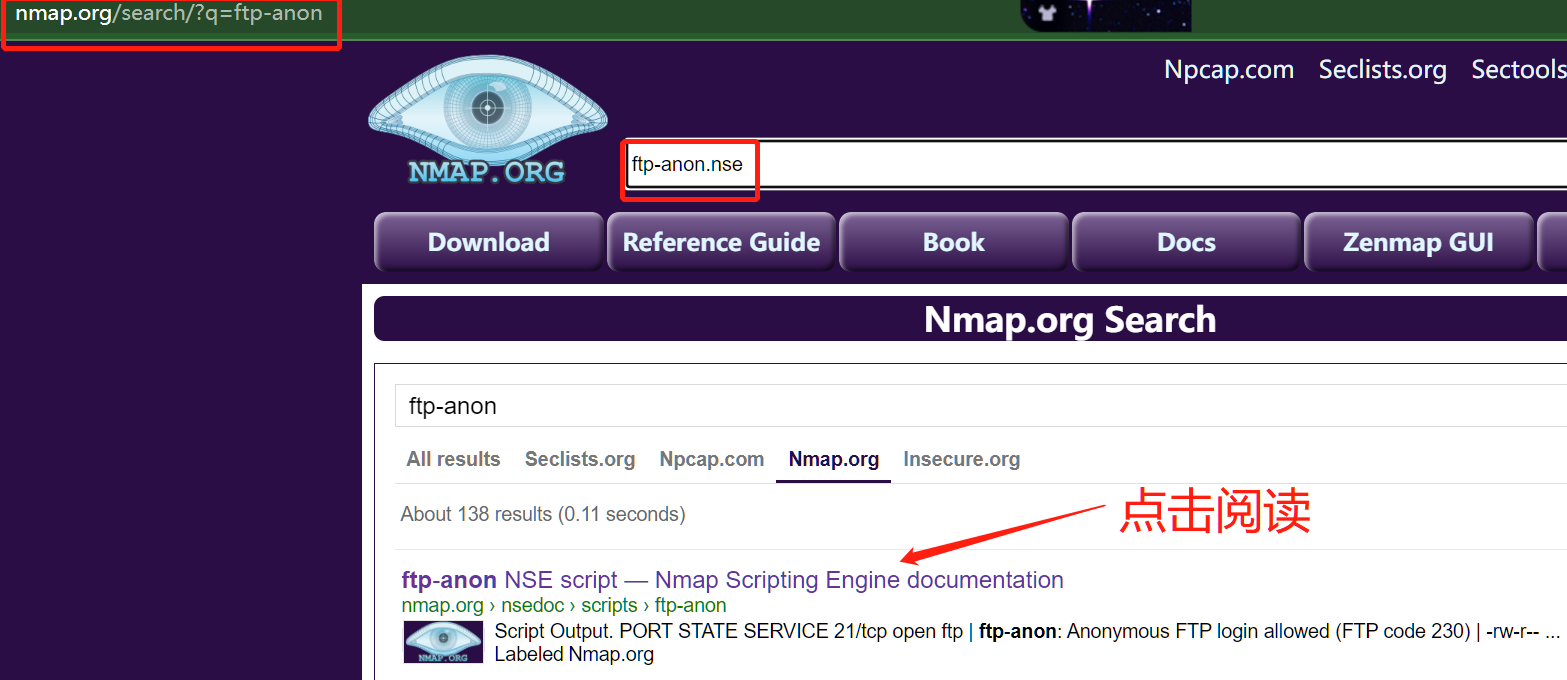 nmap.org/search/?q=ftp-anon
Npcap.com Seclists.org Sectools
NMAP.ORG
ftp-anon.nse
Download Reference Guide Book Docs Zenmap GUI
Nmap.org Search
ftp-anon
All results Seclists.org Npcap.com Nmap.org Insecure.org
About 138 results (0.11 seconds)
点击阅读
ftp-anon NSE script — Nmap Scripting Engine documentation
nmap.org › nsedoc › scripts › ftp-anon
Script Output. PORT STATE SERVICE 21/tcp open ftp | ftp-anon: Anonymous FTP login allowed (FTP code 230) | -rw-r-- ...
NMAP.ORG
Labeled Nmap.org